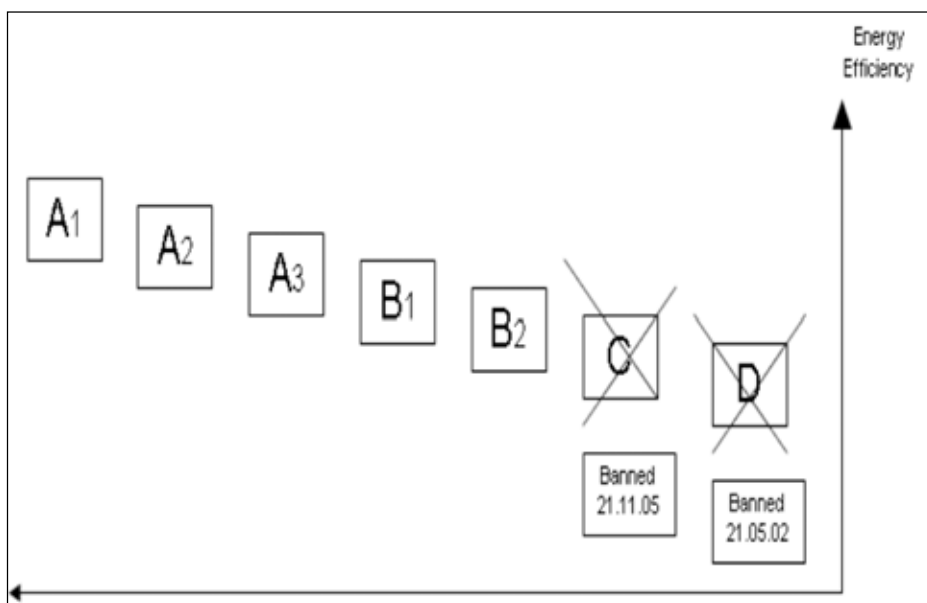 Energy
Efficiency
A1
A2
A3
B1
B2
C
D
Banned
21.11.05
Banned
21.05.02